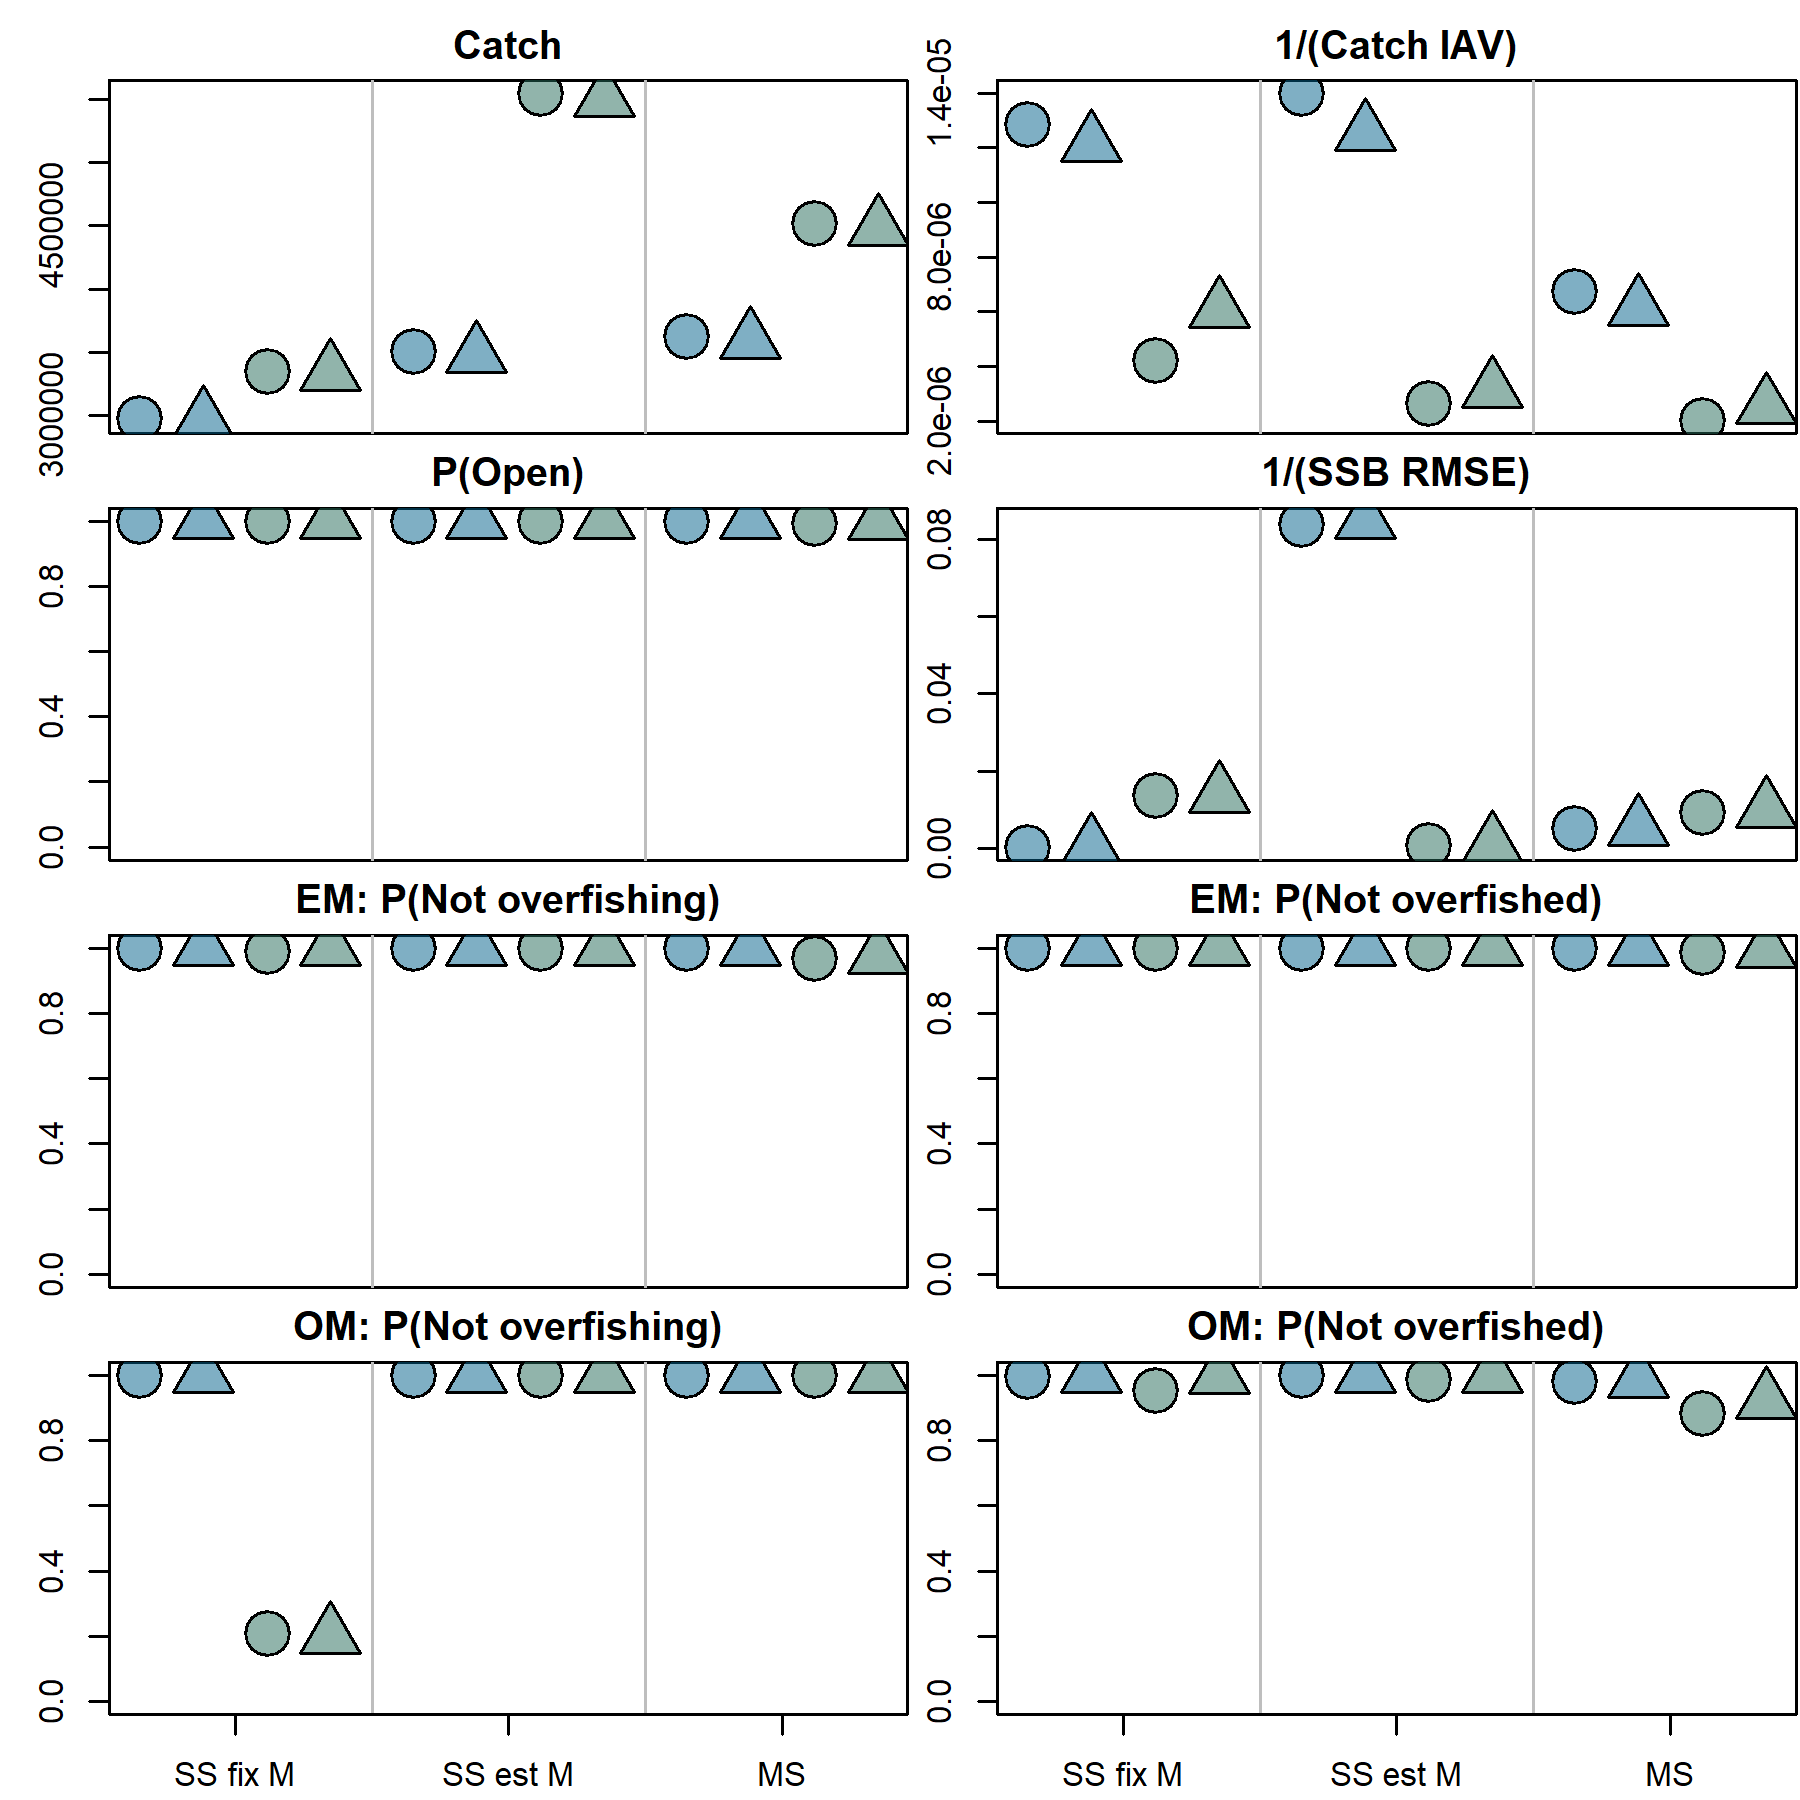 Catch
4500000
3000000
1/(Catch IAV)
1.4e-05
8.0e-06
2.0e-06
P(Open)
0.8
0.4
0.0
1/(SSB RMSE)
0.08
0.04
0.00
EM: P(Not overfishing)
0.8
0.4
0.0
EM: P(Not overfished)
0.8
0.4
0.0
OM: P(Not overfishing)
0.8
0.4
0.0
OM: P(Not overfished)
0.8
0.4
0.0
SS fix M SS est M MS
SS fix M SS est M MS